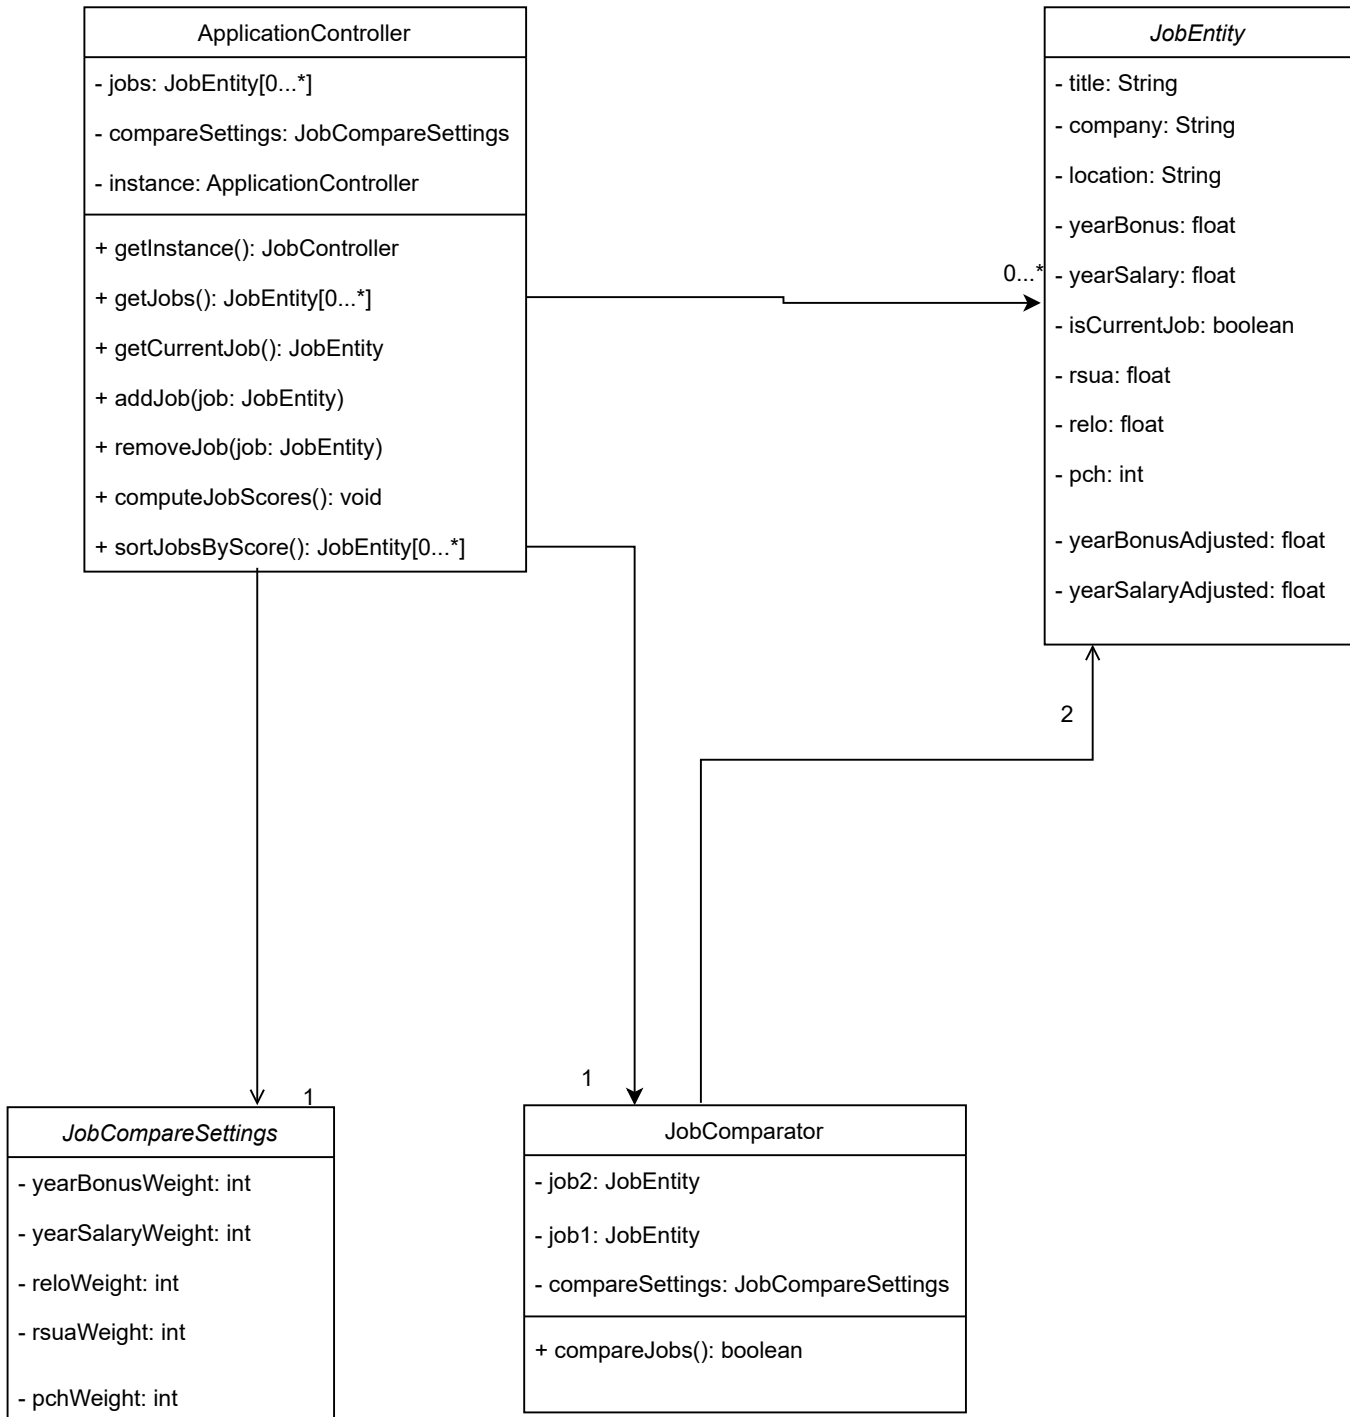 ApplicationController
- jobs: JobEntity[0...*]
- compareSettings: JobCompareSettings
- instance: ApplicationController
+ getInstance(): JobController
+ getJobs(): JobEntity[0...*]
+ getCurrentJob(): JobEntity
+ addJob(job: JobEntity)
+ removeJob(job: JobEntity)
+ computeJobScores(): void
+ sortJobsByScore(): JobEntity[0...*]
0...*
JobEntity
- title: String
- company: String
- location: String
- yearBonus: float
- yearSalary: float
- isCurrentJob: boolean
- rsua: float
- relo: float
- pch: int
- yearBonusAdjusted: float
- yearSalaryAdjusted: float
2
1
JobCompareSettings
- yearBonusWeight: int
- yearSalaryWeight: int
- reloWeight: int
- rsuaWeight: int
- pchWeight: int
1
JobComparator
- job2: JobEntity
- job1: JobEntity
- compareSettings: JobCompareSettings
+ compareJobs(): boolean